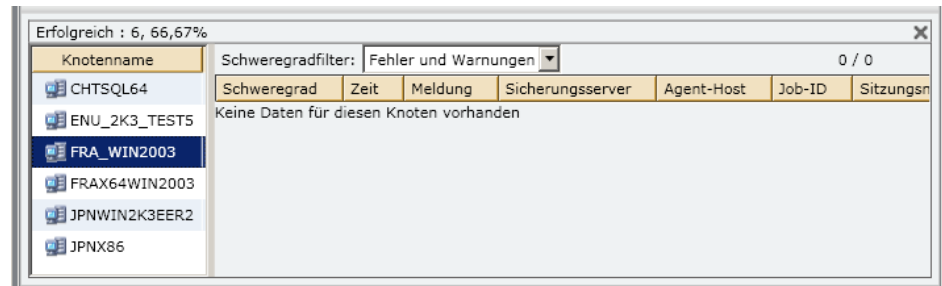 Erfolgreich : 6, 66,67%
Knotenname
Schweregradfilter: Fehler und Warnungen 0 / 0
Schweregrad Zeit Meldung Sicherungsserver Agent-Host Job-ID Sitzungsn
Keine Daten für diesen Knoten vorhanden
CHTSQL64
ENU_2K3_TEST5
FRA_WIN2003
FRAX64WIN2003
JPNWIN2K3EER2
JPNX86